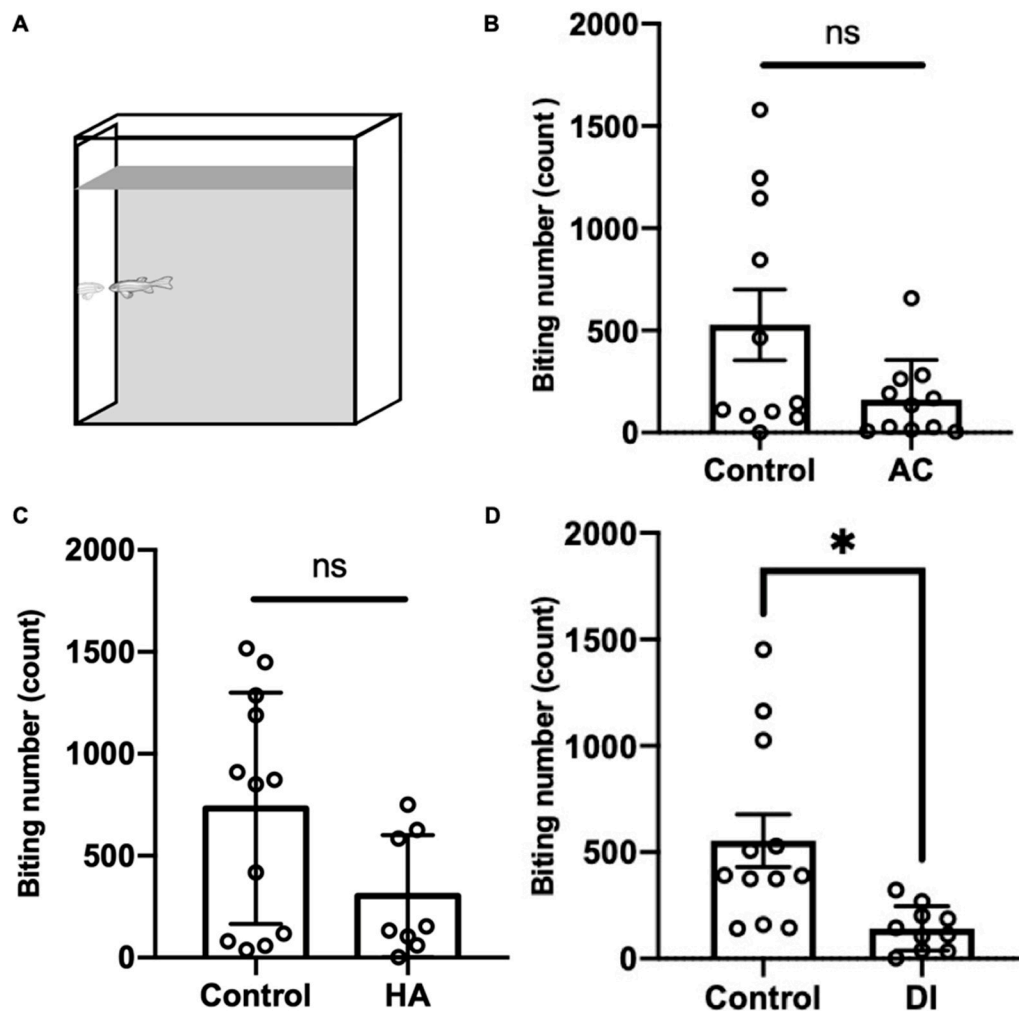 A
B
Biting number (count )
2000
1500
1000
500
0
ns
Control
AC
C
Biting number (count)
2000
1500
1000
500
0
ns
Control
HA
D
Biting number (count)
2000
1500
1000
500
0
*
Control
DI